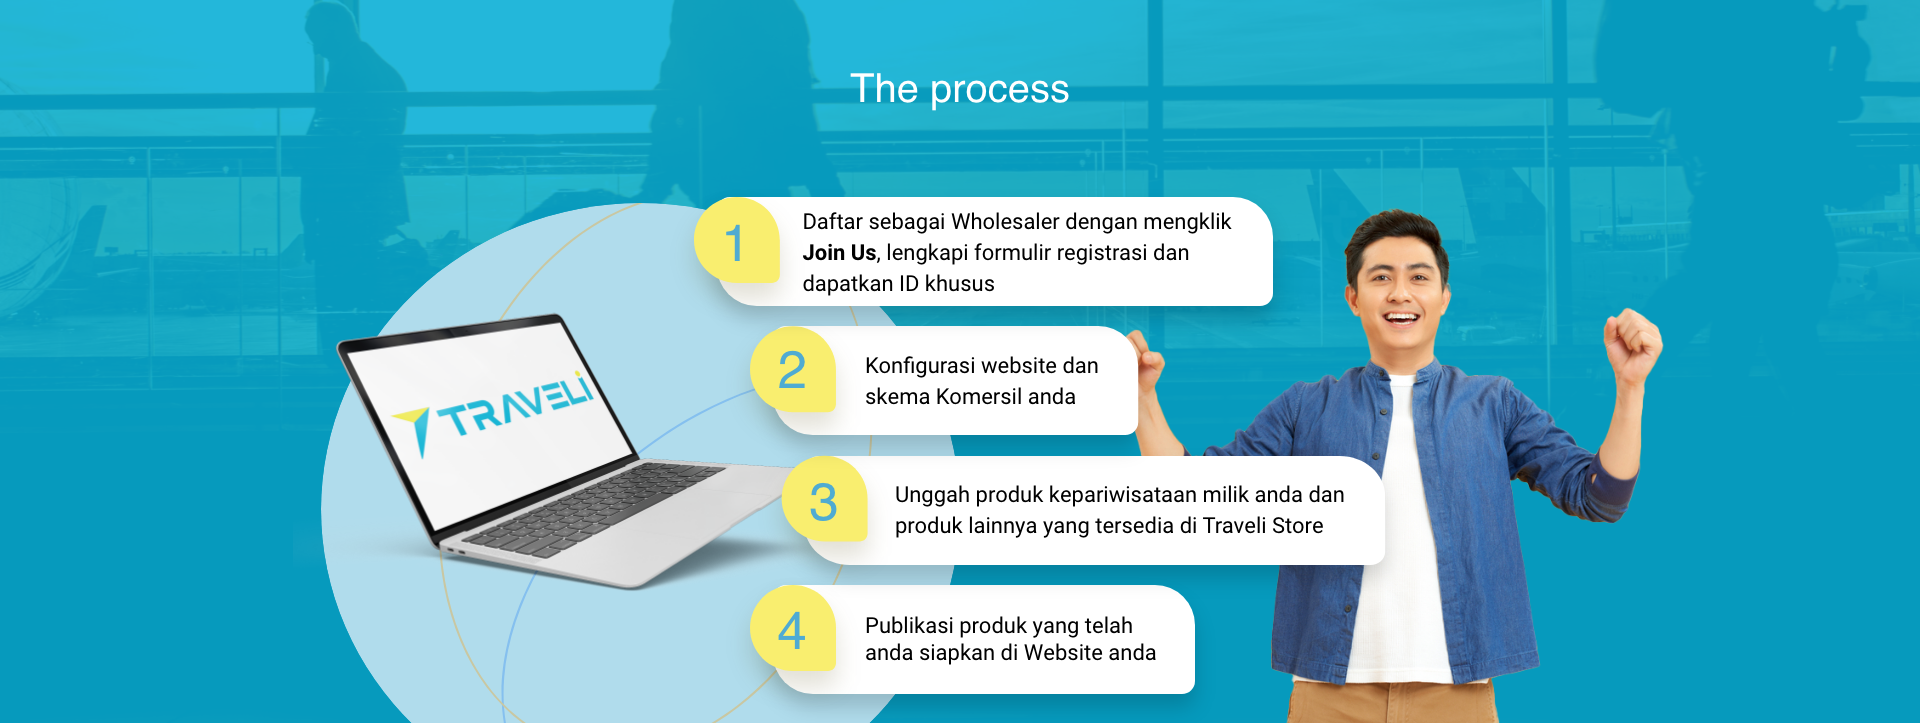 The process
1
Daftar sebagai Wholesaler dengan mengklik
Join Us, lengkapi formulir registrasi dan
dapatkan ID khusus
2
Konfigurasi website dan
skema Komersil anda
TRAVELi
3
Unggah produk kepariwisataan milik anda dan
produk lainnya yang tersedia di Traveli Store
4
Publikasi produk yang telah
anda siapkan di Website anda